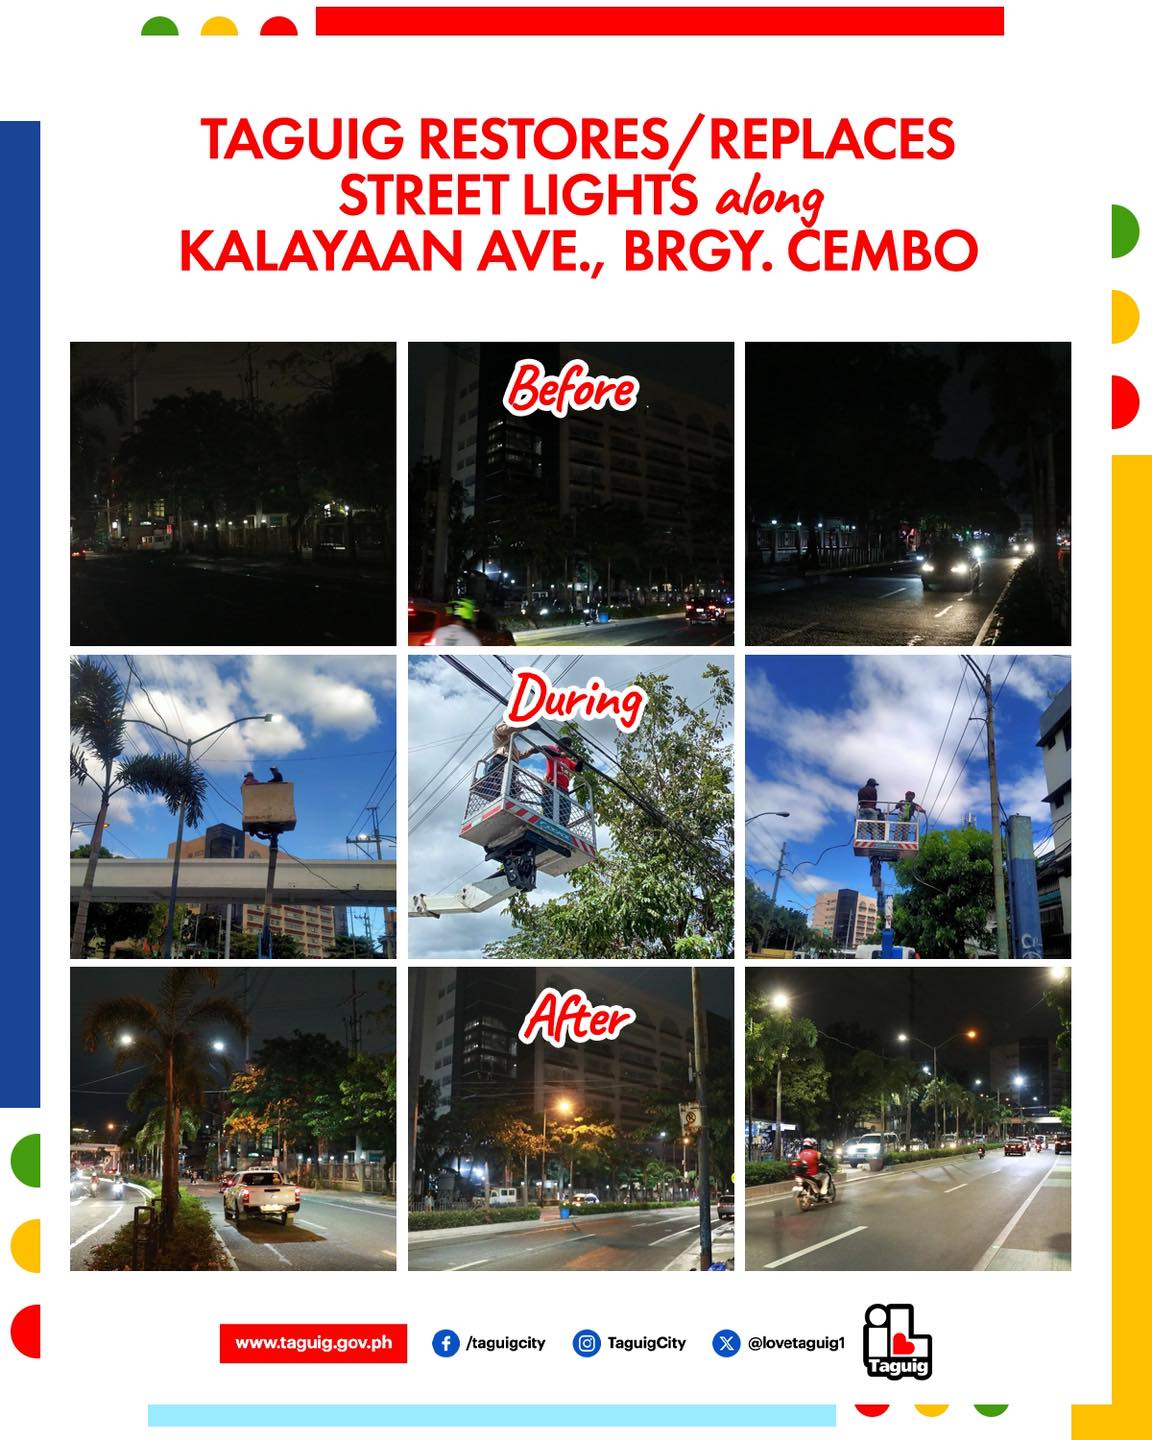 TAGUIG RESTORES/REPLACES
STREET LIGHTS along
KALAYAAN AVE., BRGY. CEMBO
Before
During
After
www.taguig.gov.ph
/taguigcity
TaguigCity
@lovetaguig1
iL
Taguig